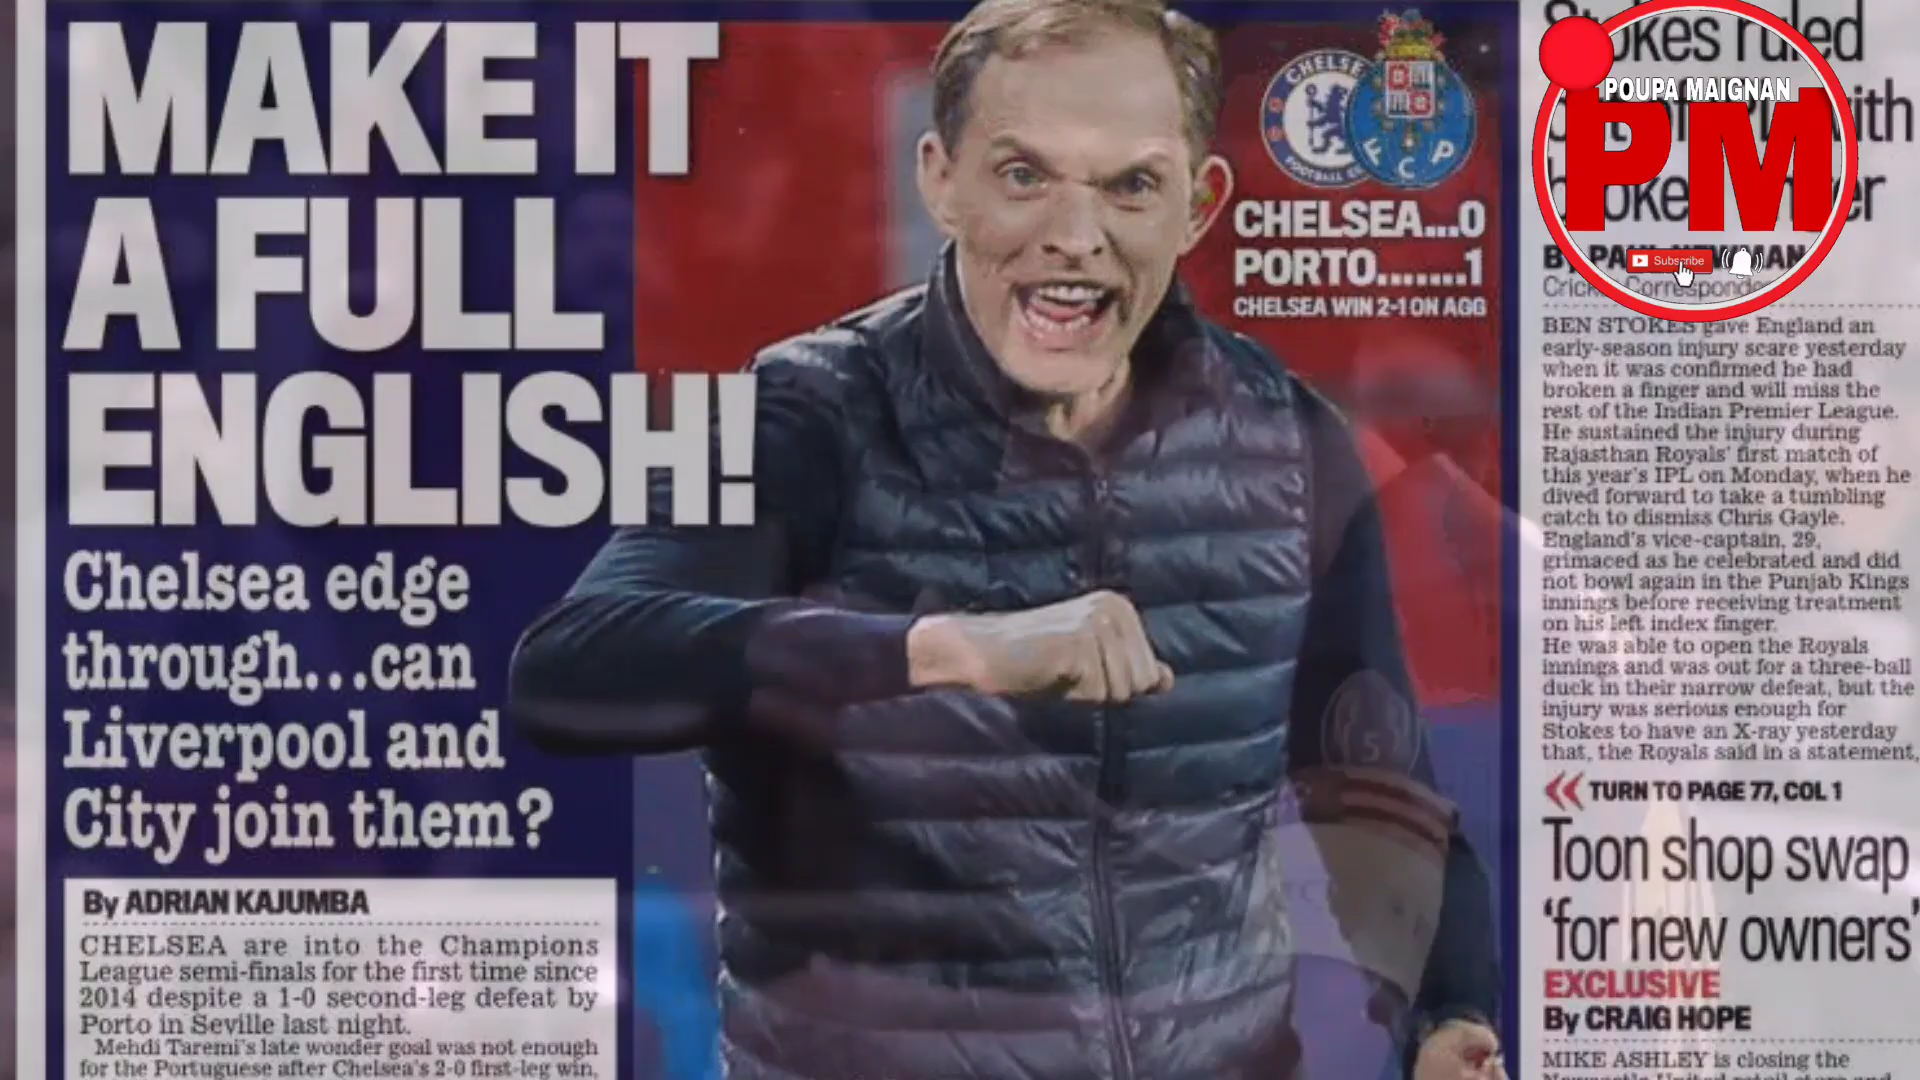 MAKE IT
A FULL
ENGLISH!
Chelsea edge
through...can
Liverpool and
City join them?
By ADRIAN KAJUMBA
CHELSEA are into the Champions
League semi-finals for the first time since
2014 despite a 1-0 second-leg defeat by
Porto in Seville last night.
Mehdi Taremi's late wonder goal was not enough
for the Portuguese after Chelsea's 2-0 first-leg win,
CHELSE
FOOTBALL
F C P
CHELSEA...0
PORTO.......1
CHELSEA WIN 2-1 ON AGG
5
Stokes ruled
POUPA MAIGNAN
PM
Subscribe
Correspondent
BEN STOKES gave England an
early-season injury scare yesterday
when it was confirmed he had
broken a finger and will miss the
rest of the Indian Premier League.
He sustained the injury during
Rajasthan Royals' first match of
this year's IPL on Monday, when he
dived forward to take a tumbling
catch to dismiss Chris Gayle.
England's vice-captain, 29,
grimaced as he celebrated and did
not bowl again in the Punjab Kings
innings before receiving treatment
on his left index finger.
He was able to open the Royals
innings and was out for a three-ball
duck in their narrow defeat, but the
injury was serious enough for
Stokes to have an X-ray yesterday
that, the Royals said in a statement,
TURN TO PAGE 77, COL 1
Toon shop swap
'for new owners'
EXCLUSIVE
By CRAIG HOPE
MIKE ASHLEY is closing the